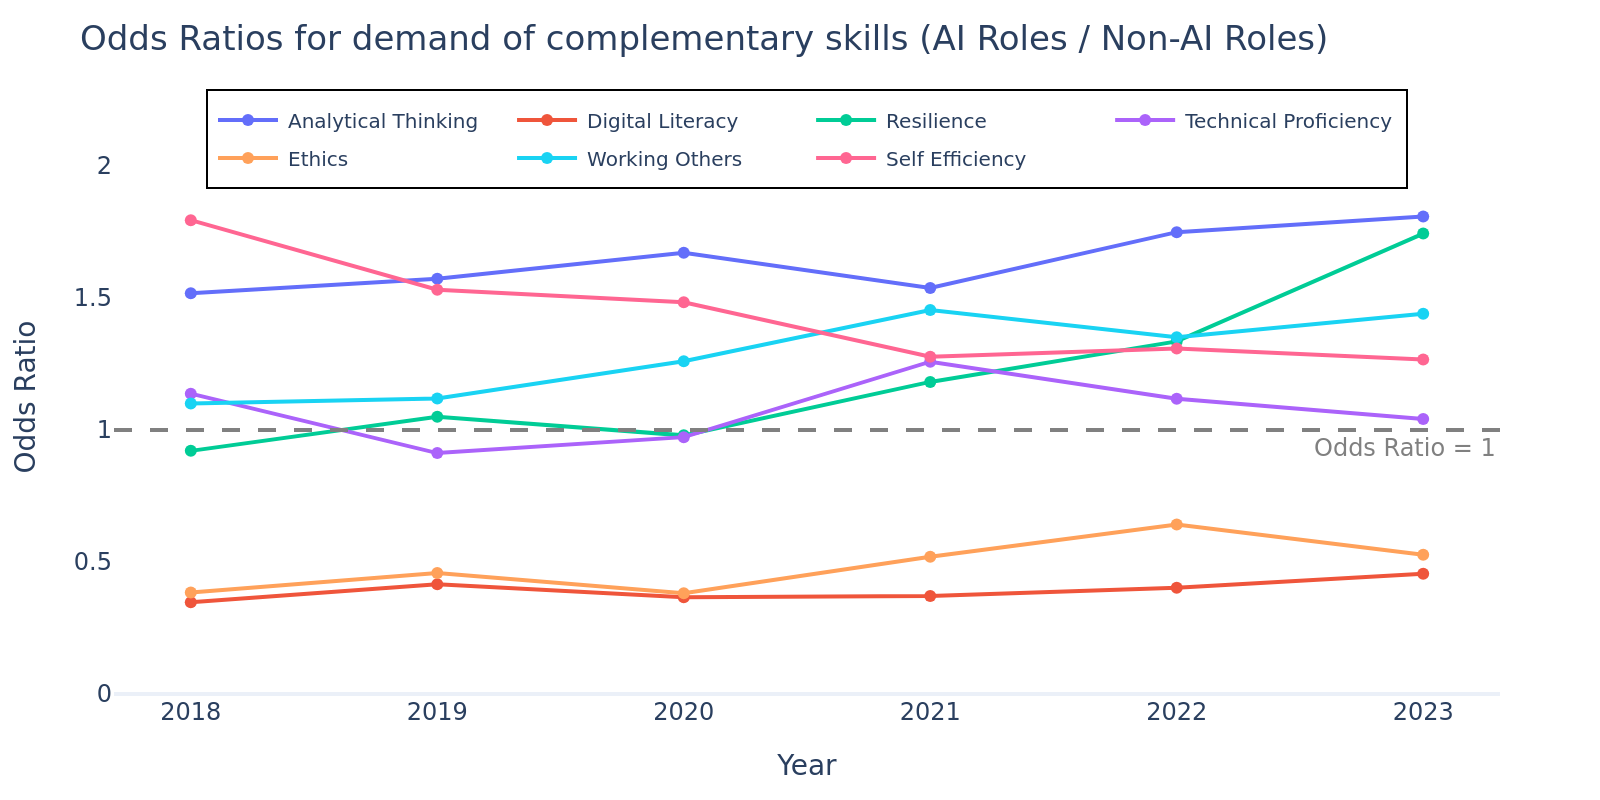 Odds Ratios for demand of complementary skills (AI Roles / Non-AI Roles)
Analytical Thinking Digital Literacy Resilience Technical Proficiency
Ethics Working Others Self Efficiency
2
1.5
1
0.5
0
Odds Ratio
Odds Ratio = 1
2018 2019 2020 2021 2022 2023
Year